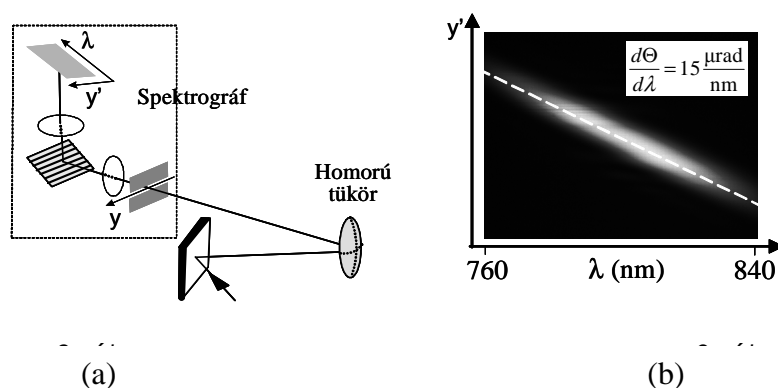 λ
y'
Spektrográf
y
Homorú
tükör
(a)
y'
dΘ/dλ = 15 μrad/nm
760
λ (nm)
840
(b)